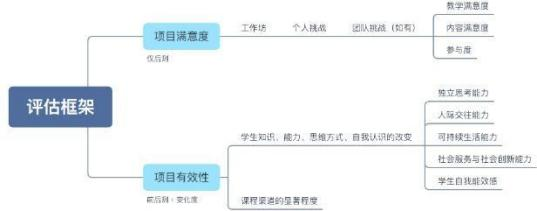 教学满意度
项目满意度
工作坊 个人挑战 团队挑战（如有）
内容满意度
仅后测
参与度
评估框架
独立思考能力
人际交往能力
学生知识、能力、思维方式、自我认识的改变
可持续生活能力
项目有效性
社会服务与社会创新能力
前后测，变化度
学生自我能效感
课程渠道的显著程度